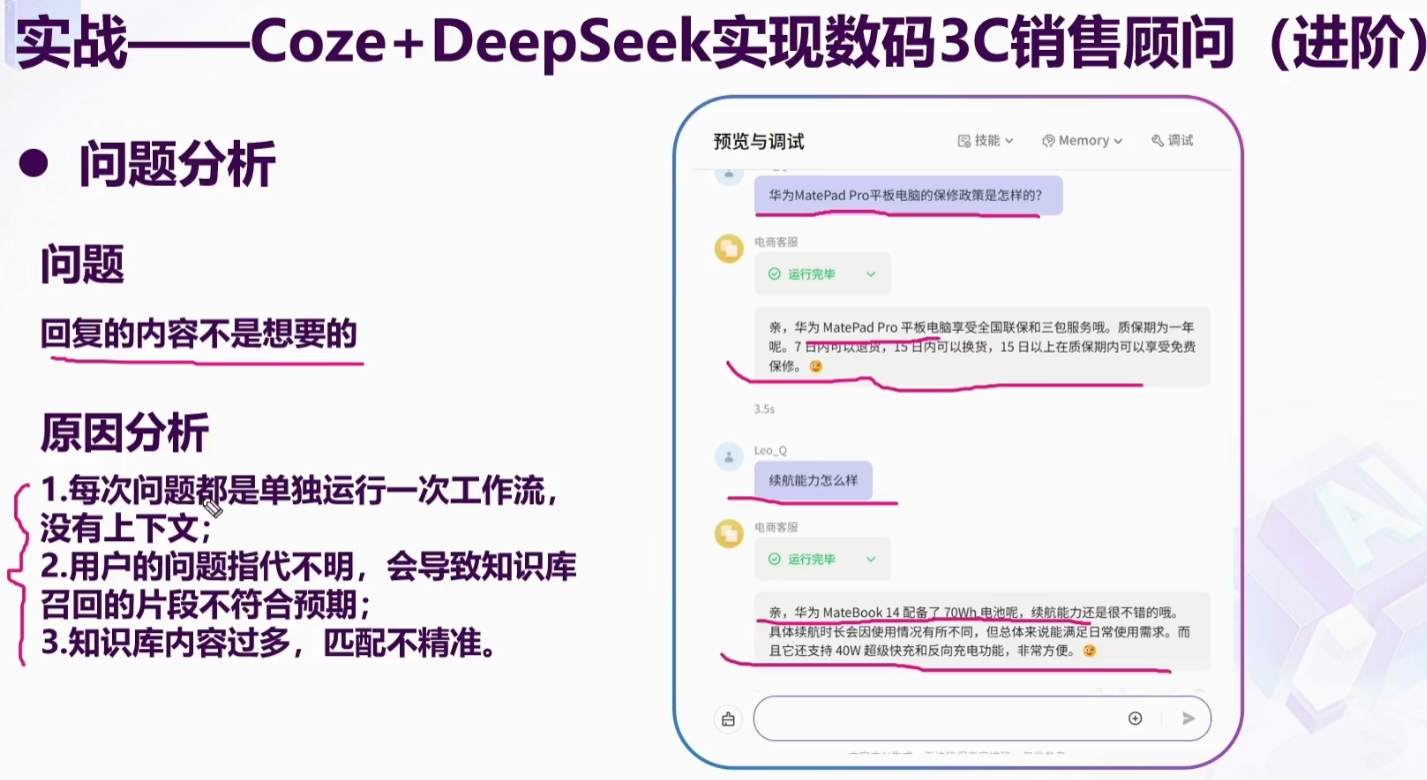 实战——Coze+DeepSeek实现数码3C销售顾问（进阶）
● 问题分析
问题
回复的内容不是想要的
原因分析
1.每次问题都是单独运行一次工作流，
没有上下文；
2.用户的问题指代不明，会导致知识库
召回的片段不符合预期；
3.知识库内容过多，匹配不精准。
预览与调试
技能
Memory
调试
华为MatePad Pro平板电脑的保修政策是怎样的？
电商客服
运行完毕
亲，华为 MatePad Pro 平板电脑享受全国联保和三包服务哦。质保期为一年
呢。7 日内可以退货，15 日内可以换货，15 日以上在质保期内可以享受免费
保修。😉
3.5s
Leo_Q
续航能力怎么样
电商客服
运行完毕
亲，华为 MateBook 14 配备了 70Wh 电池呢，续航能力还是很不错的哦。
具体续航时长会因使用情况有所不同，但总体来说能满足日常使用需求。而
且它还支持 40W 超级快充和反向充电功能，非常方便。😉